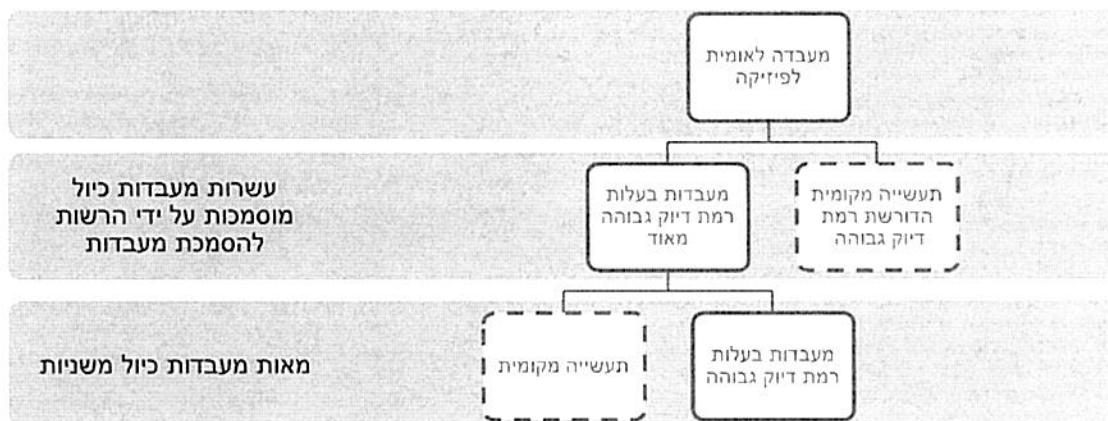 מעבדה לאומית
לפיזיקה
עשרות מעבדות כיול
מוסמכות על ידי הרשות
להסמכת מעבדות
תעשייה מקומית
הדורשת רמת
דיוק גבוהה
מעבדות בעלות
רמת דיוק גבוהה
מאוד
מאות מעבדות כיול משניות
מעבדות בעלות
רמת דיוק גבוהה
תעשייה מקומית